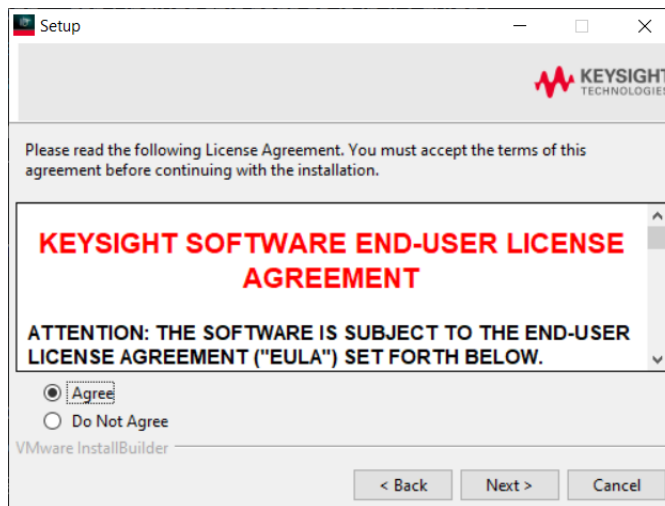 Setup
KEYSIGHT
TECHNOLOGIES
Please read the following License Agreement. You must accept the terms of this
agreement before continuing with the installation.
KEYSIGHT SOFTWARE END-USER LICENSE
AGREEMENT
ATTENTION: THE SOFTWARE IS SUBJECT TO THE END-USER
LICENSE AGREEMENT ("EULA") SET FORTH BELOW.
Agree
Do Not Agree
VMware InstallBuilder
< Back Next > Cancel